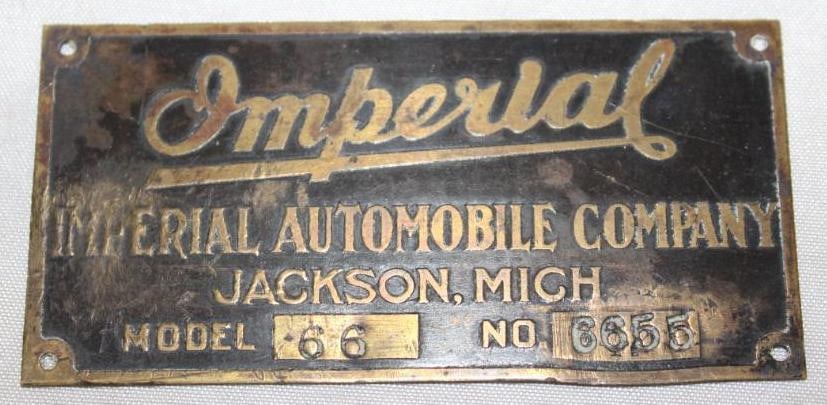 Imperial
IMPERIAL AUTOMOBILE COMPANY
JACKSON, MICH
MODEL 66 NO. 6655